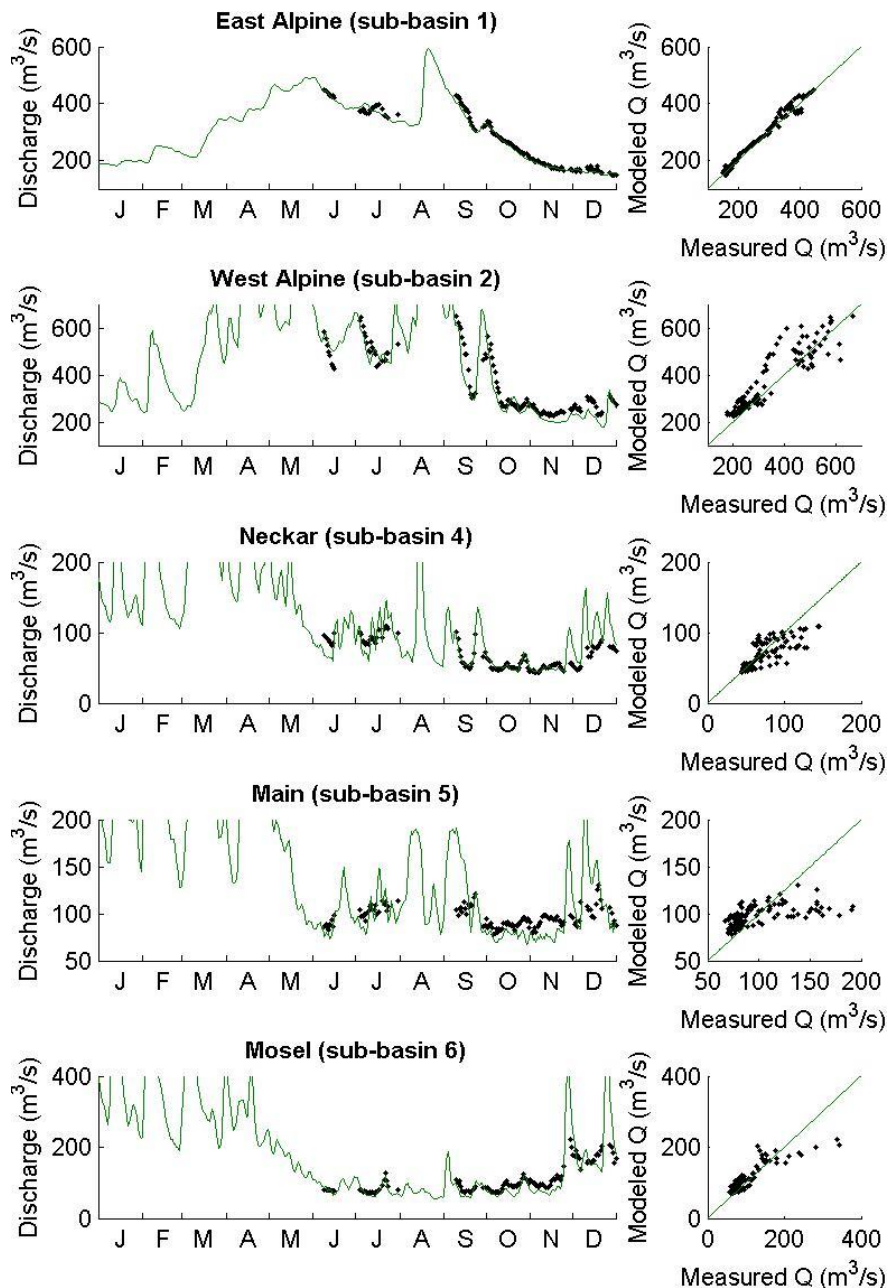 East Alpine (sub-basin 1)
Discharge (m³/s)
600
400
200
J F M A M J J A S O N D
Modeled Q (m³/s)
600
400
200
200 400 600
Measured Q (m³/s)
West Alpine (sub-basin 2)
Discharge (m³/s)
600
400
200
J F M A M J J A S O N D
Modeled Q (m³/s)
600
400
200
200 400 600
Measured Q (m³/s)
Neckar (sub-basin 4)
Discharge (m³/s)
200
100
0
J F M A M J J A S O N D
Modeled Q (m³/s)
200
100
0
0 100 200
Measured Q (m³/s)
Main (sub-basin 5)
Discharge (m³/s)
200
150
100
50
J F M A M J J A S O N D
Modeled Q (m³/s)
200
150
100
50
50 100 150 200
Measured Q (m³/s)
Mosel (sub-basin 6)
Discharge (m³/s)
400
200
0
J F M A M J J A S O N D
Modeled Q (m³/s)
400
200
0
0 200 400
Measured Q (m³/s)